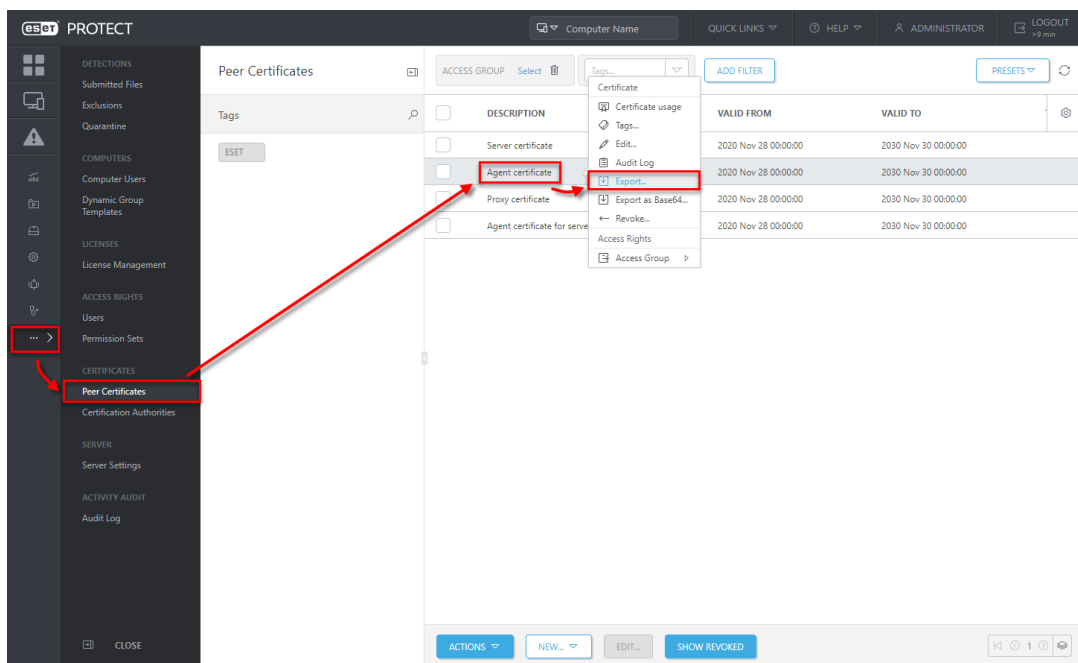 eset PROTECT
Computer Name
QUICK LINKS
HELP
ADMINISTRATOR
LOGOUT
>9 min
DETECTIONS
Submitted Files
Exclusions
Quarantine
COMPUTERS
Computer Users
Dynamic Group
Templates
LICENSES
License Management
ACCESS RIGHTS
Users
Permission Sets
CERTIFICATES
Peer Certificates
Certification Authorities
SERVER
Server Settings
ACTIVITY AUDIT
Audit Log
CLOSE
Peer Certificates
Tags
ESET
ACCESS GROUP Select
Tags...
ADD FILTER
PRESETS
DESCRIPTION VALID FROM VALID TO
Server certificate 2020 Nov 28 00:00:00 2030 Nov 30 00:00:00
Agent certificate 2020 Nov 28 00:00:00 2030 Nov 30 00:00:00
Proxy certificate 2020 Nov 28 00:00:00 2030 Nov 30 00:00:00
Agent certificate for serve 2020 Nov 28 00:00:00 2030 Nov 30 00:00:00
Certificate
Certificate usage
Tags...
Edit...
Audit Log
Export...
Export as Base64...
Revoke...
Access Rights
Access Group
ACTIONS
NEW...
EDIT...
SHOW REVOKED
1